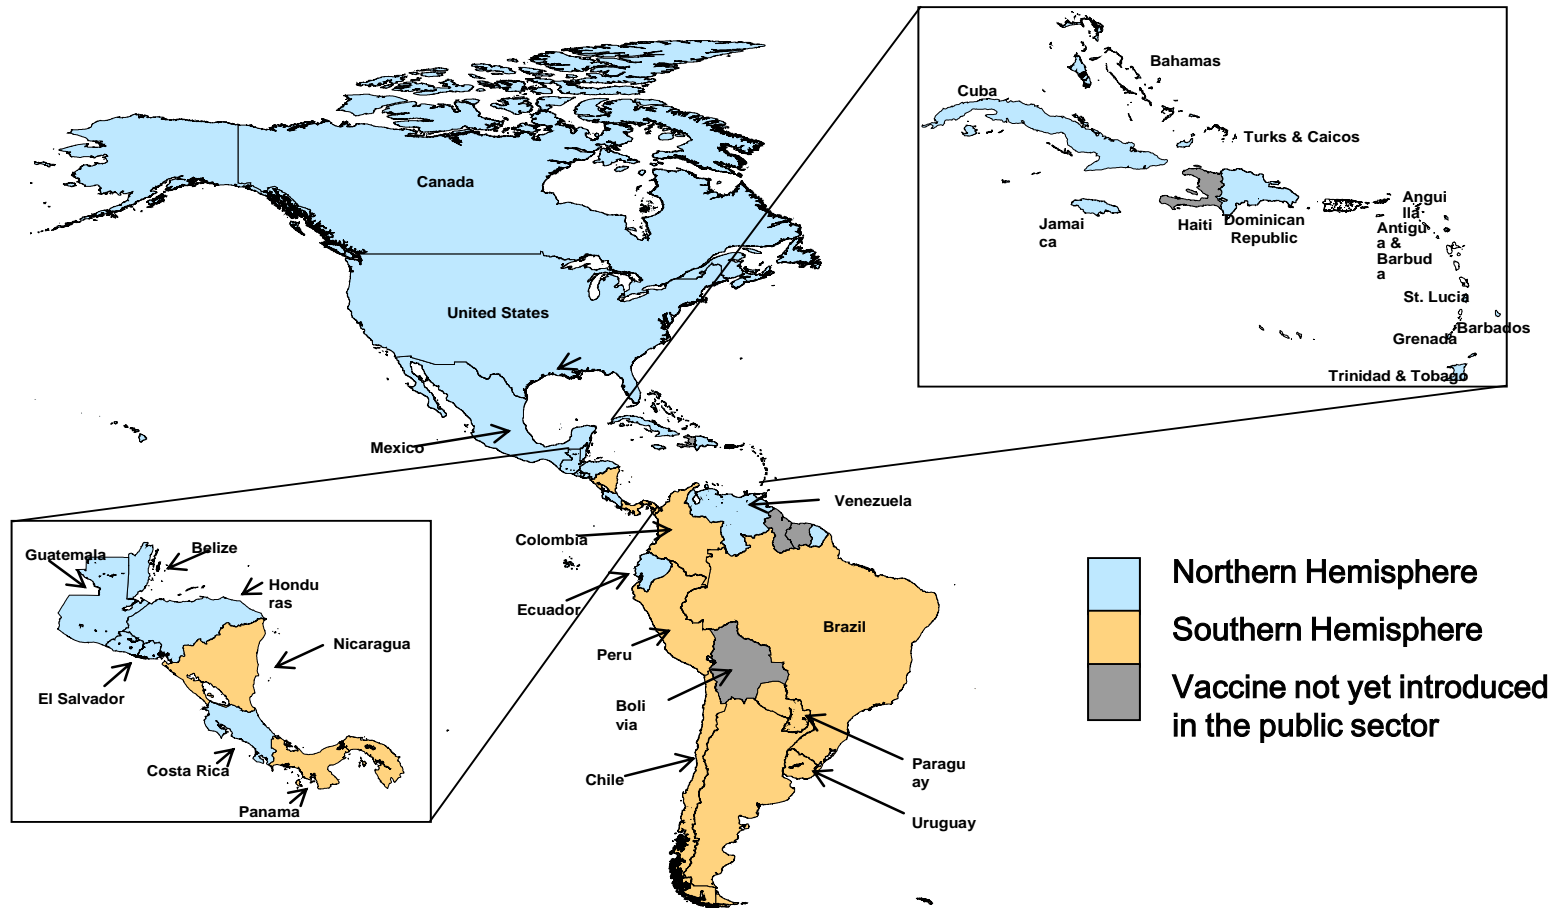 Bahamas
Cuba
Turks & Caicos
Canada
Angui
lla
Jamai
ca
Haiti
Dominican
Republic
Antigu
a &
Barbud
a
St. Lucia
United States
Barbados
Grenada
Trinidad & Tobago
Mexico
Venezuela
Colombia
Guatemala
Belize
Hondu
ras
Ecuador
Nicaragua
Brazil
Peru
El Salvador
Boli
via
Costa Rica
Chile
Paragu
ay
Panama
Uruguay
Northern Hemisphere
Southern Hemisphere
Vaccine not yet introduced
in the public sector